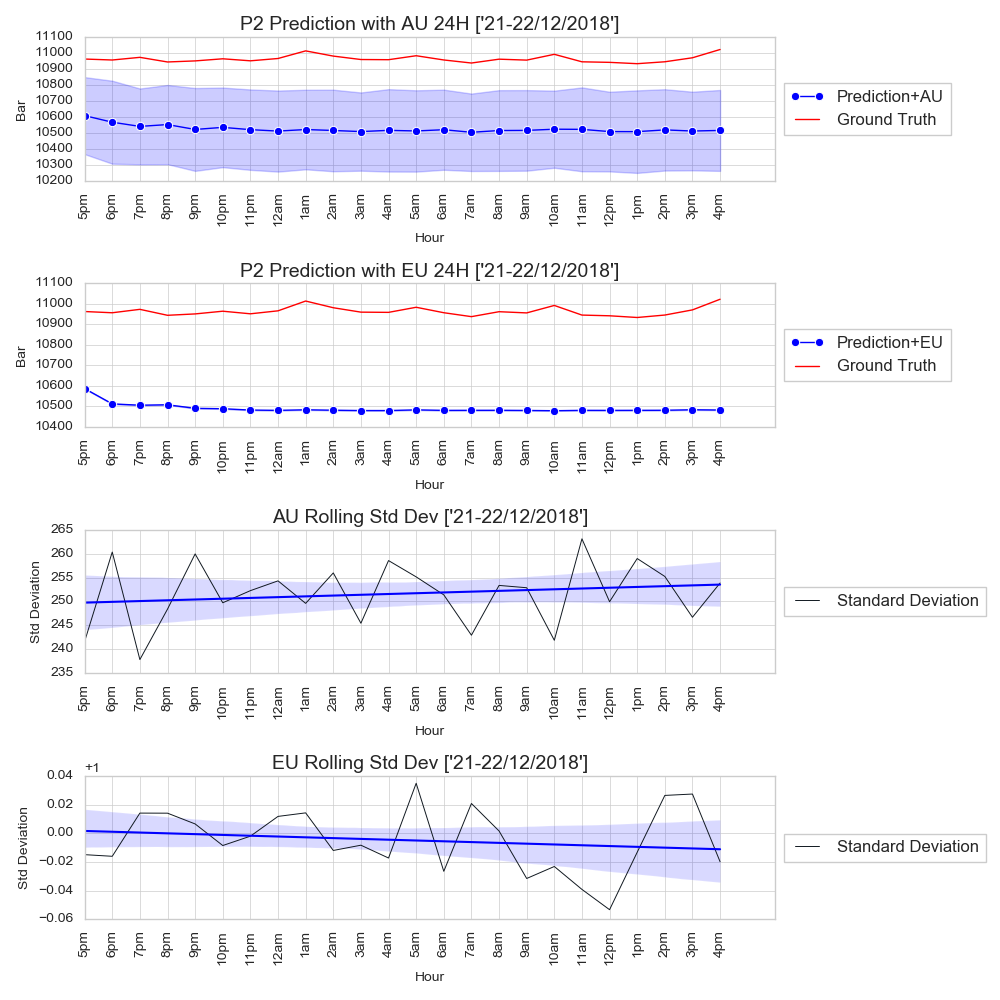 P2 Prediction with AU 24H ['21-22/12/2018']
11100
11000
10900
10800
10700
10600
10500
10400
10300
10200
Bar
5pm 6pm 7pm 8pm 9pm 10pm 11pm 12am 1am 2am 3am 4am 5am 6am 7am 8am 9am 10am 11am 12pm 1pm 2pm 3pm 4pm
Hour
Prediction+AU
Ground Truth
P2 Prediction with EU 24H ['21-22/12/2018']
11100
11000
10900
10800
10700
10600
10500
10400
Bar
5pm 6pm 7pm 8pm 9pm 10pm 11pm 12am 1am 2am 3am 4am 5am 6am 7am 8am 9am 10am 11am 12pm 1pm 2pm 3pm 4pm
Hour
Prediction+EU
Ground Truth
AU Rolling Std Dev ['21-22/12/2018']
265
260
255
250
245
240
235
Std Deviation
5pm 6pm 7pm 8pm 9pm 10pm 11pm 12am 1am 2am 3am 4am 5am 6am 7am 8am 9am 10am 11am 12pm 1pm 2pm 3pm 4pm
Hour
Standard Deviation
EU Rolling Std Dev ['21-22/12/2018']
+1
0.04
0.02
0.00
−0.02
−0.04
−0.06
Std Deviation
5pm 6pm 7pm 8pm 9pm 10pm 11pm 12am 1am 2am 3am 4am 5am 6am 7am 8am 9am 10am 11am 12pm 1pm 2pm 3pm 4pm
Hour
Standard Deviation